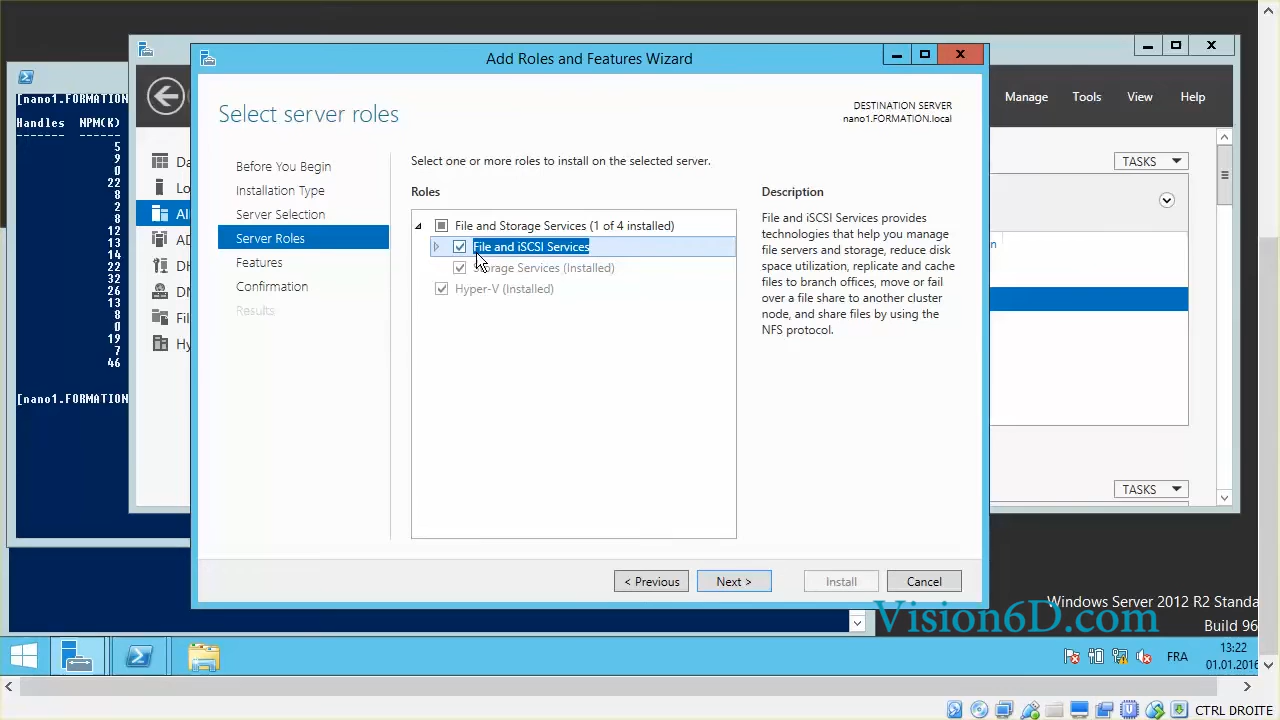 Add Roles and Features Wizard
[nano1.FORMATION
Handles NPM(K)
------- ------
5
9
0
22
8
2
8
12
13
14
12
32
26
13
8
0
19
7
46
[nano1.FORMATION
Manage Tools View Help
TASKS
TASKS
Select server roles
DESTINATION SERVER
nano1.FORMATION.local
Before You Begin
Installation Type
Server Selection
Server Roles
Features
Confirmation
Results
Select one or more roles to install on the selected server.
Roles
File and Storage Services (1 of 4 installed)
File and iSCSI Services
Storage Services (Installed)
Hyper-V (Installed)
Description
File and iSCSI Services provides
technologies that help you manage
file servers and storage, reduce disk
space utilization, replicate and cache
files to branch offices, move or fail
over a file share to another cluster
node, and share files by using the
NFS protocol.
< Previous
Next >
Install
Cancel
Windows Server 2012 R2 Standa
Build 96
Vision6D.com
FRA
13:22
01.01.2016
CTRL DROITE